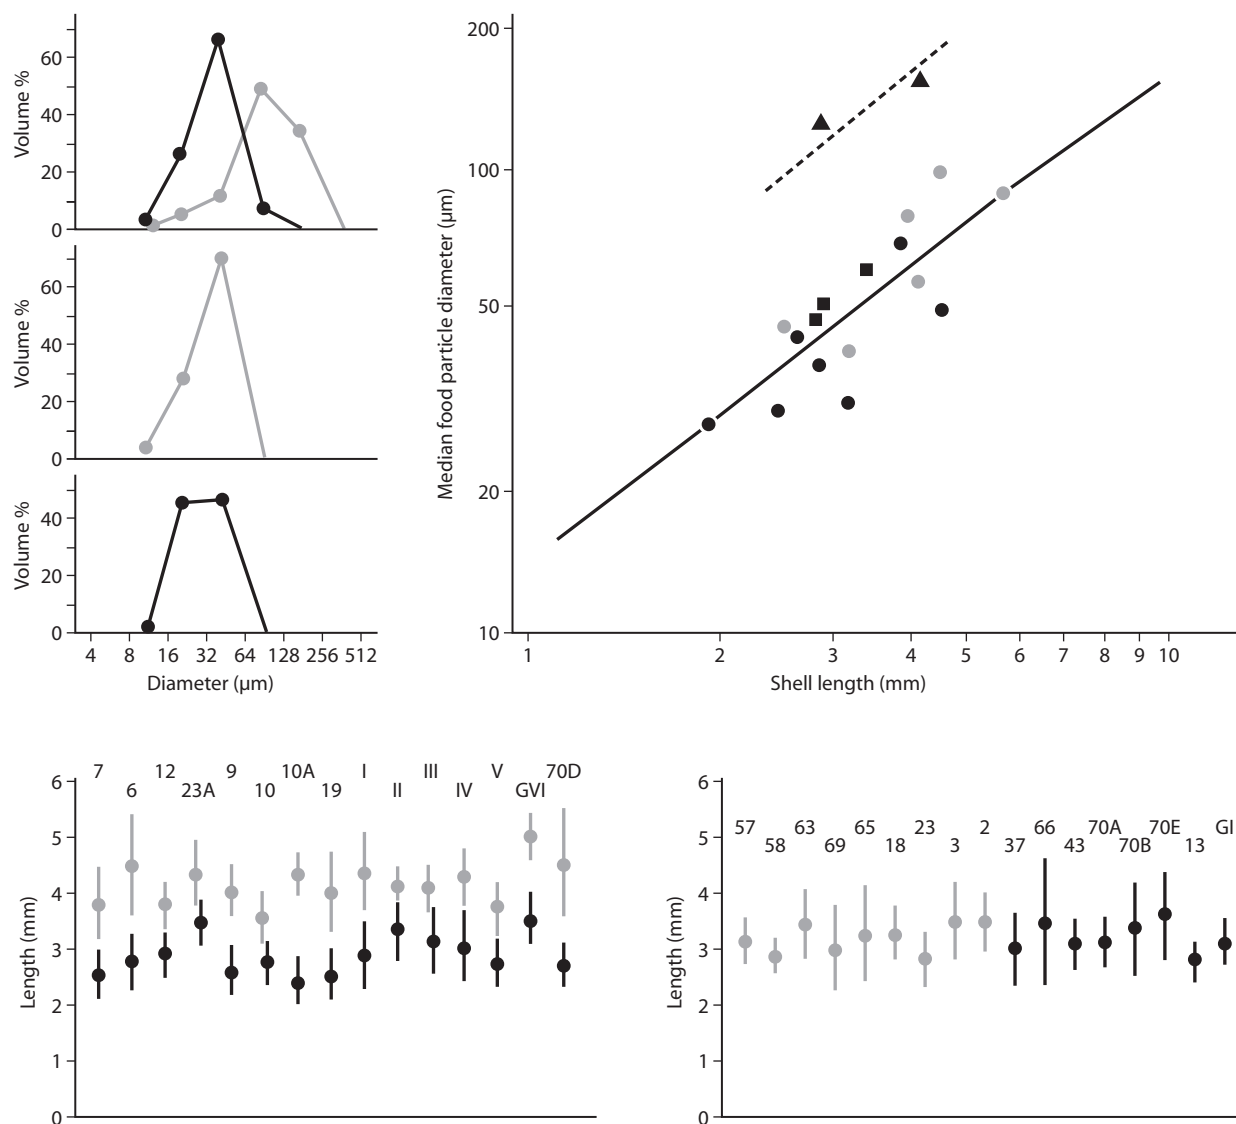 60
40
20
0
Volume %
60
40
20
0
Volume %
40
20
0
Volume %
4 8 16 32 64 128 256 512
Diameter (µm)
200
100
50
20
10
Median food particle diameter (µm)
1 2 3 4 5 6 7 8 9 10
Shell length (mm)
6
5
4
3
2
1
0
Length (mm)
7 12 9 10A I III V 70D
6 23A 10 19 II IV GVI
6
5
4
3
2
1
0
Length (mm)
57 63 65 23 2 66 70A 70E GI
58 69 18 3 37 43 70B 13